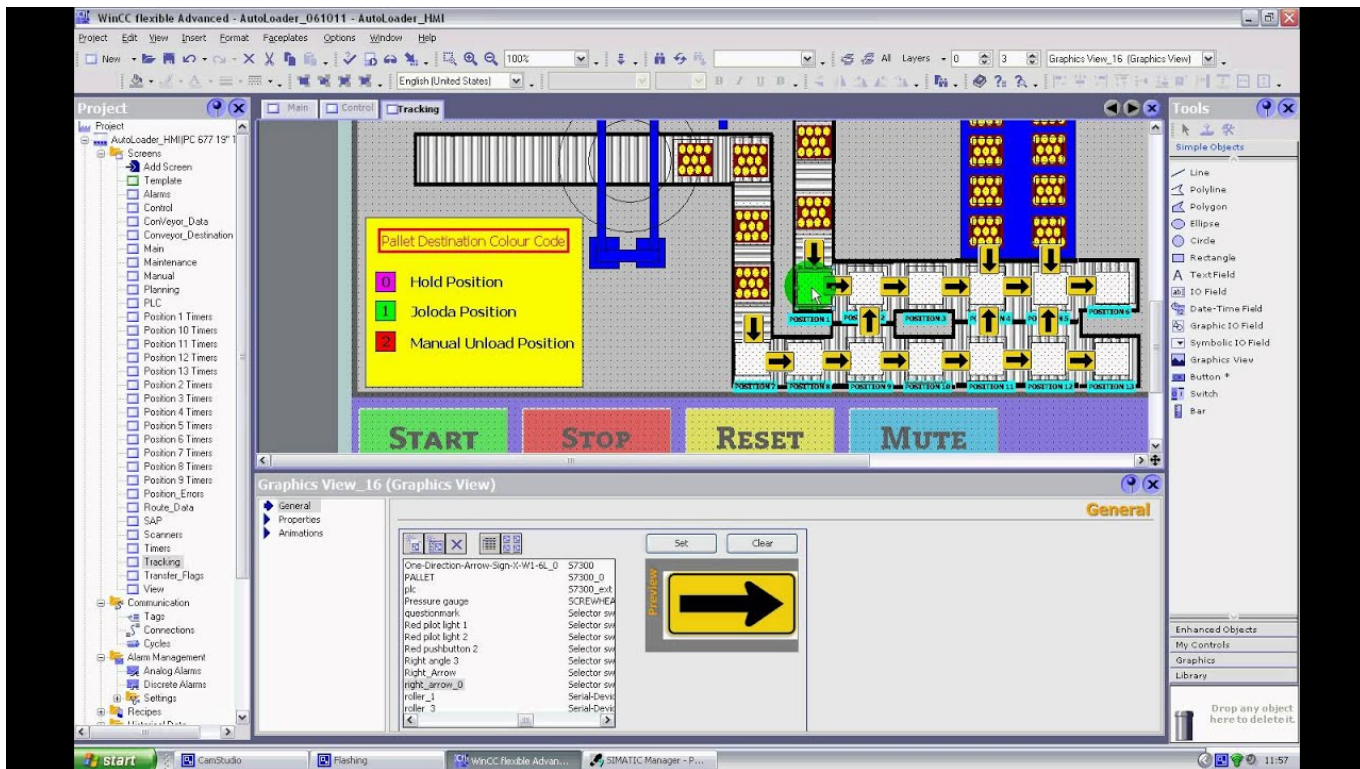 WinCC flexible Advanced - AutoLoader_061011 - AutoLoader_HMI
Project Edit View Insert Format Faceplates Options Window Help
New 100% All Layers - 0 3 Graphics View_16 (Graphics View)
English (United States) B / U B
Project
Main Control Tracking
Tools
Project
AutoLoader_HMI(IPC 677 19" 1
Screens
Add Screen
Template
Alarms
Control
ConVeyor_Data
Conveyor_Destination
Main
Maintenance
Manual
Planning
PLC
Position 1 Timers
Position 10 Timers
Position 11 Timers
Position 12 Timers
Position 13 Timers
Position 2 Timers
Position 3 Timers
Position 4 Timers
Position 5 Timers
Position 6 Timers
Position 7 Timers
Position 8 Timers
Position 9 Timers
Position_Errors
Route_Data
SAP
Scanners
Timers
Tracking
Transfer_Flags
View
Communication
Tags
Connections
Cycles
Alarm Management
Analog Alarms
Discrete Alarms
Settings
Recipes
Pallet Destination Colour Code
0 Hold Position
1 Joloda Position
2 Manual Unload Position
POSITION 1
POSITION 3
POSITION 6
POSITION 7
POSITION 8
POSITION 9
POSITION 10
POSITION 11
POSITION 12
POSITION 13
START STOP RESET MUTE
Graphics View_16 (Graphics View)
General
Properties
Animations
General
Set Clear
One-Direction-Arrow-Sign-X-W1-6L_0 S7300
PALLET S7300_0
plc S7300_ext
Pressure gauge SCREWHEA
questionmark Selector sw
Red pilot light 1 Selector sw
Red pilot light 2 Selector sw
Red pushbutton 2 Selector sw
Right angle 3 Selector sw
Right_Arrow Selector sw
right_arrow_0 Selector sw
roller_1 Serial-Devic
roller_3 Serial-Devic
Preview
Simple Objects
Line
Polyline
Polygon
Ellipse
Circle
Rectangle
TextField
IO Field
Date-Time Field
Graphic IO Field
Symbolic IO Field
Graphics View
Button
Switch
Bar
Enhanced Objects
My Controls
Graphics
Library
Drop any object
here to delete it.
start CamStudio Flashing WinCC flexible Advan... SIMATIC Manager - P... 11:57